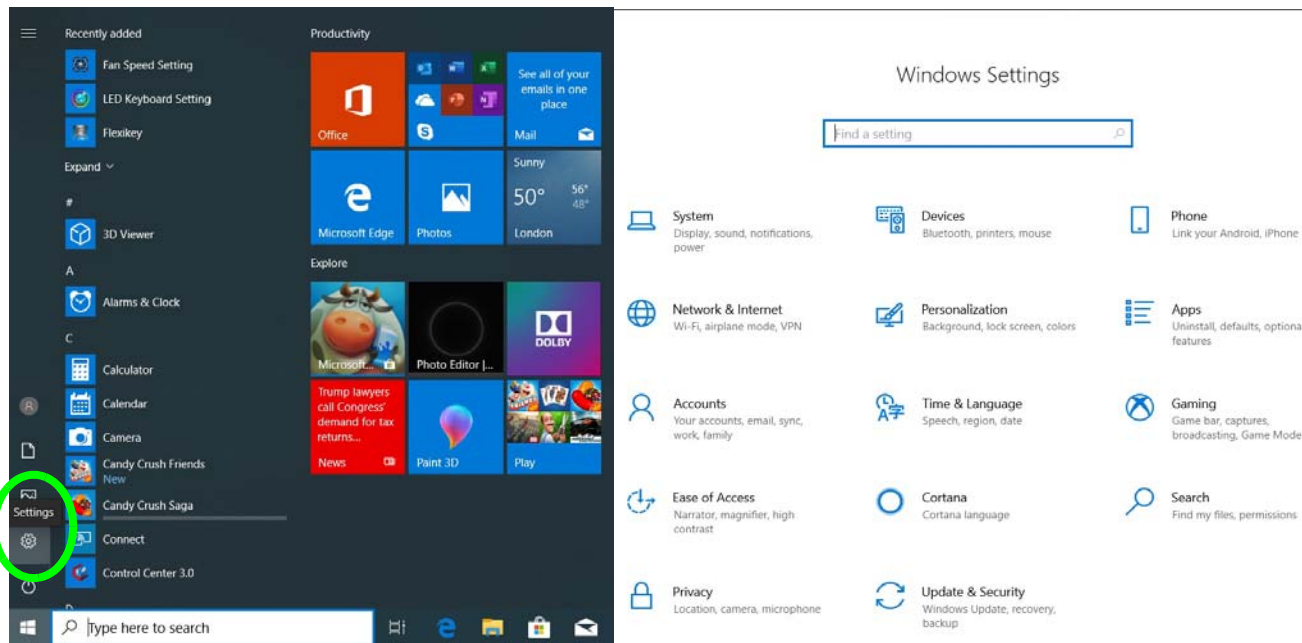 Recently added
Fan Speed Setting
LED Keyboard Setting
Flexikey
Expand
#
3D Viewer
A
Alarms & Clock
C
Calculator
Calendar
Camera
Candy Crush Friends
New
Candy Crush Saga
Connect
Control Center 3.0
Settings
Type here to search
Productivity
Office
See all of your
emails in one
place
Mail
Microsoft Edge
Photos
Sunny
50° 56°
48°
London
Explore
Microsoft...
Photo Editor |...
DOLBY
Trump lawyers
call Congress'
demand for tax
returns...
News
Paint 3D
Play
Windows Settings
Find a setting
System
Display, sound, notifications,
power
Devices
Bluetooth, printers, mouse
Phone
Link your Android, iPhone
Network & Internet
Wi-Fi, airplane mode, VPN
Personalization
Background, lock screen, colors
Apps
Uninstall, defaults, optiona
features
Accounts
Your accounts, email, sync,
work, family
Time & Language
Speech, region, date
Gaming
Game bar, captures,
broadcasting, Game Mode
Ease of Access
Narrator, magnifier, high
contrast
Cortana
Cortana language
Search
Find my files, permissions
Privacy
Location, camera, microphone
Update & Security
Windows Update, recovery,
backup